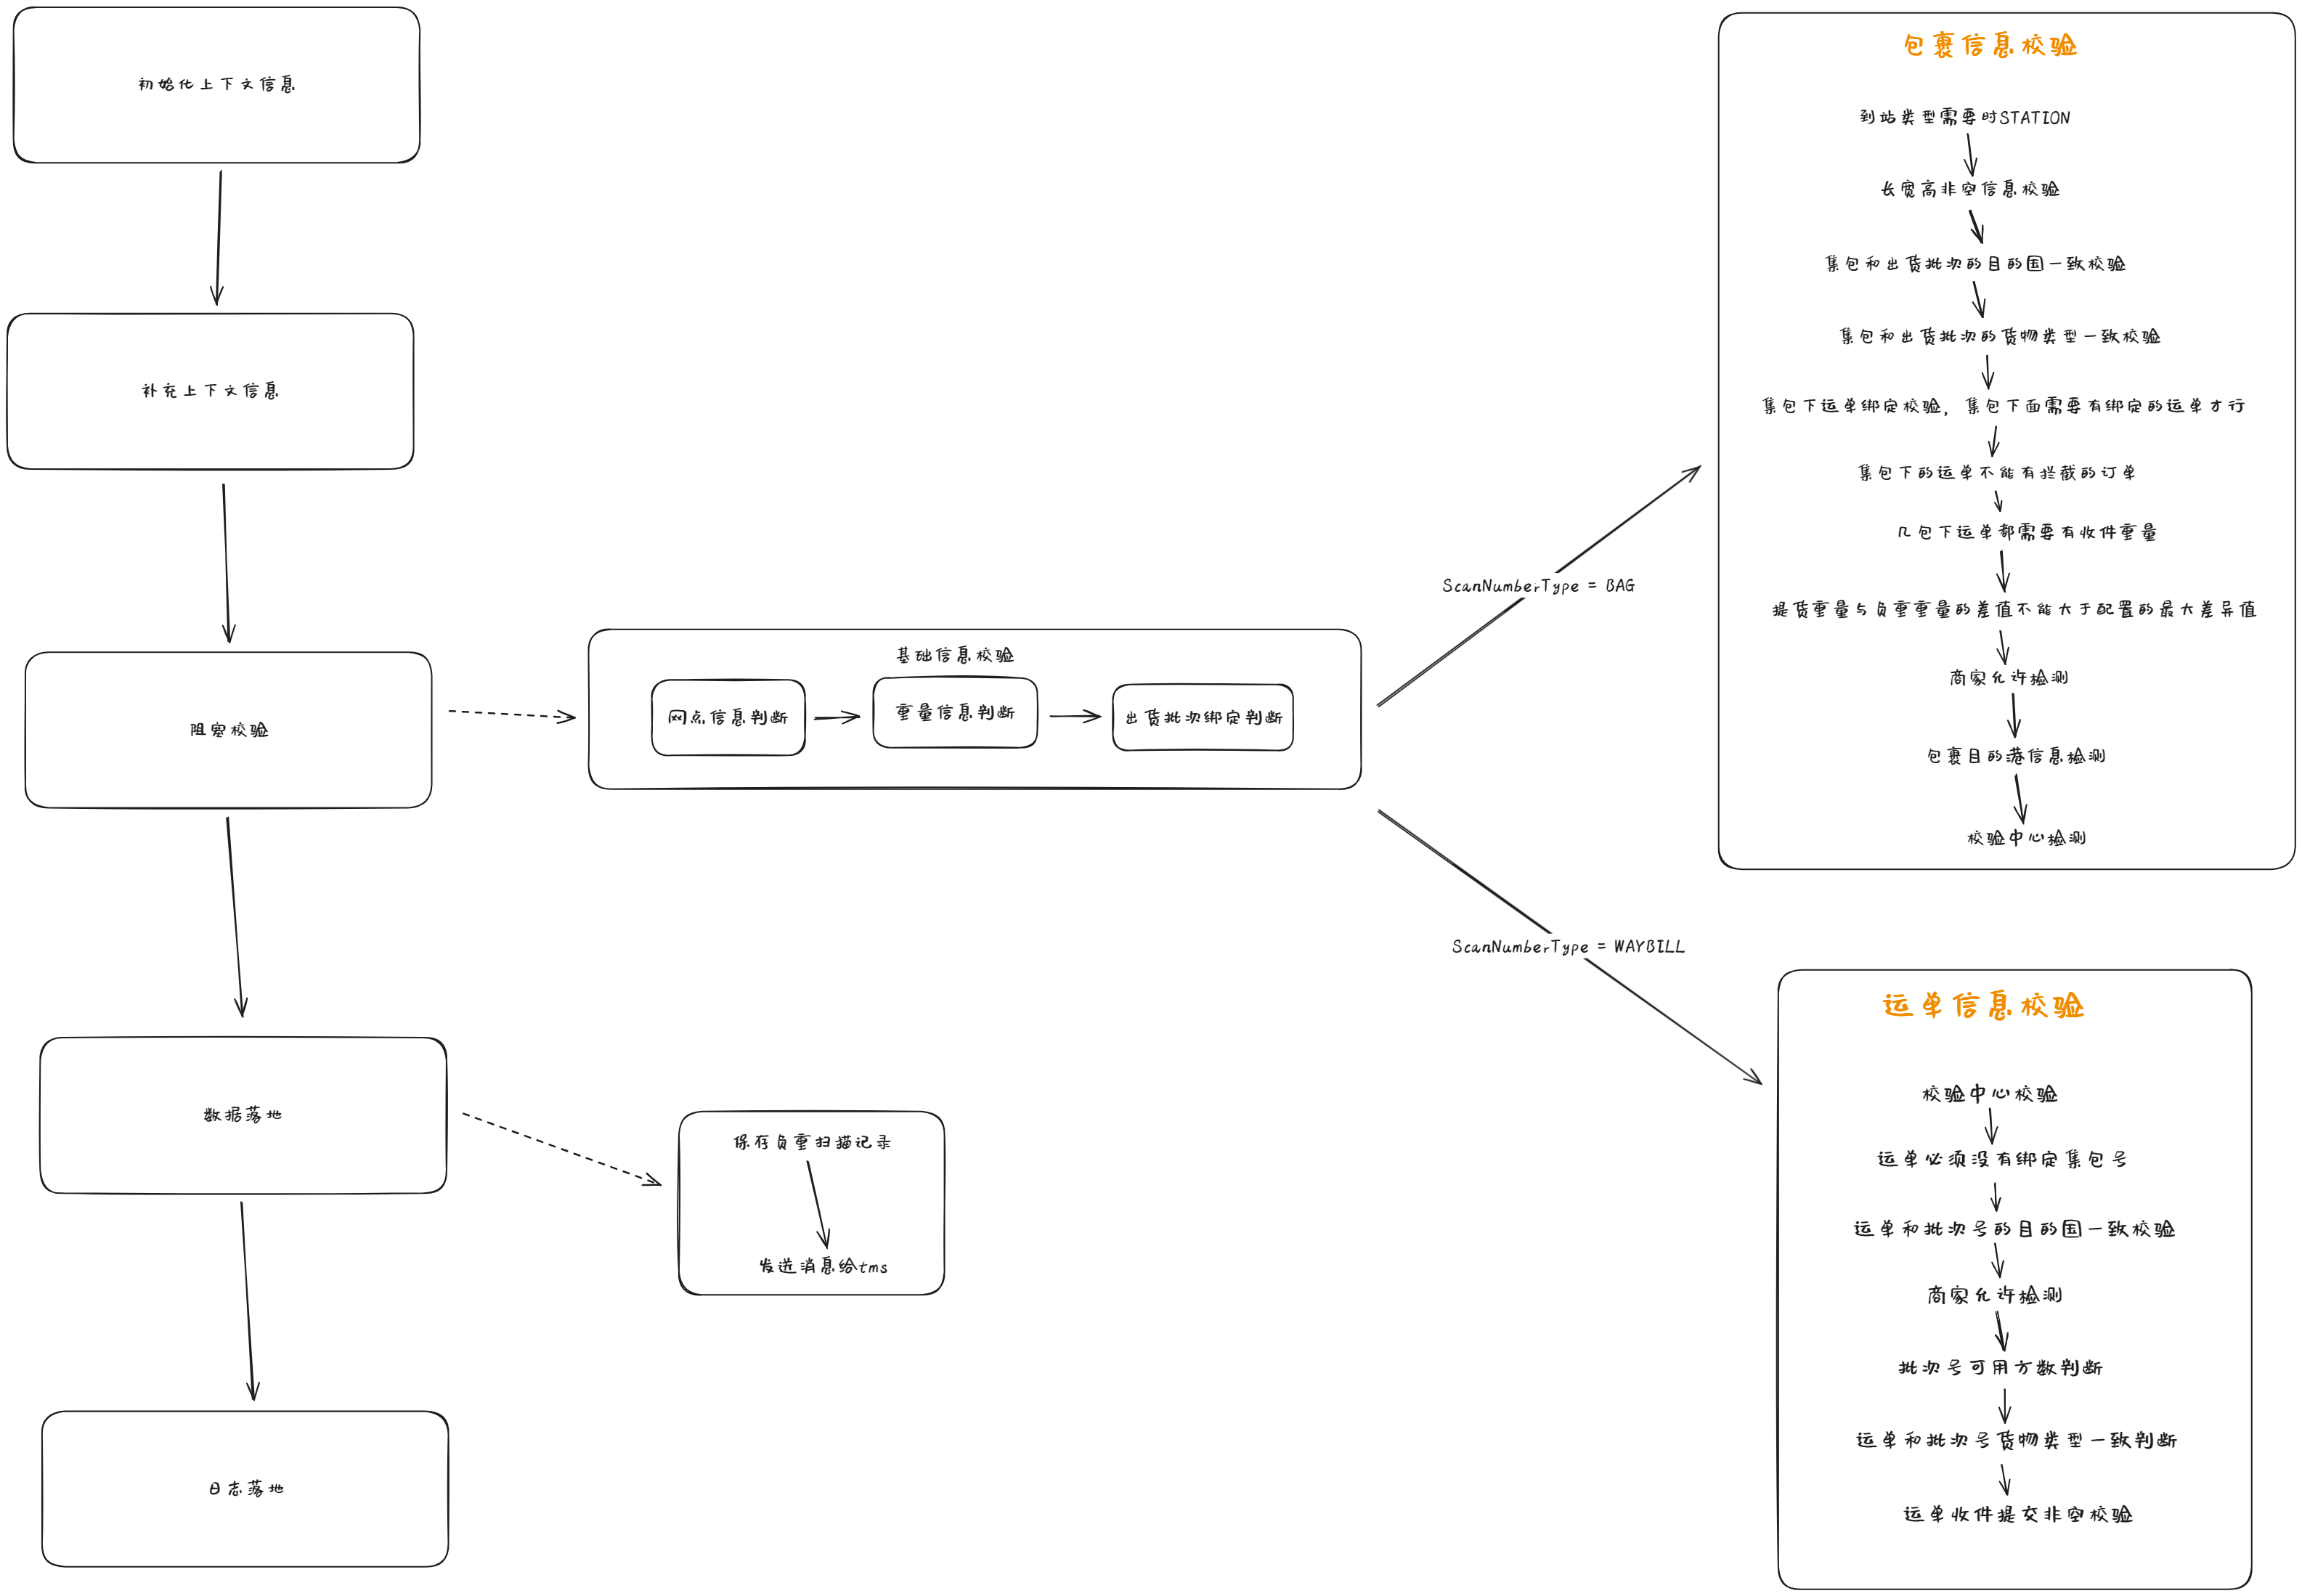 初始化上下文信息
补充上下文信息
阻塞校验
数据落地
日志落地
基础信息校验
网点信息判断
重量信息判断
出货批次绑定判断
保存负重扫描记录
发送消息给tms
ScanNumberType = BAG
ScanNumberType = WAYBILL
包裹信息校验
到站类型需要时STATION
长宽高非空信息校验
集包和出货批次的目的国一致校验
集包和出货批次的货物类型一致校验
集包下运单绑定校验，集包下面需要有绑定的运单才行
集包下的运单不能有拦截的订单
几包下运单都需要有收件重量
提货重量与负重重量的差值不能大于配置的最大差异值
商家允许检测
包裹目的港信息检测
校验中心检测
运单信息校验
校验中心校验
运单必须没有绑定集包号
运单和批次号的目的国一致校验
商家允许检测
批次号可用方数判断
运单和批次号货物类型一致判断
运单收件提交非空校验